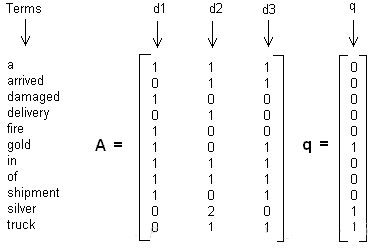 Terms d1 d2 d3 q
a 1 1 1 0
arrived 0 1 1 0
damaged 1 0 0 0
delivery 0 1 0 0
fire 1 0 0 0
gold A = 1 0 1 q = 1
in 1 1 1 0
of 1 1 1 0
shipment 1 0 1 0
silver 0 2 0 1
truck 0 1 1 1